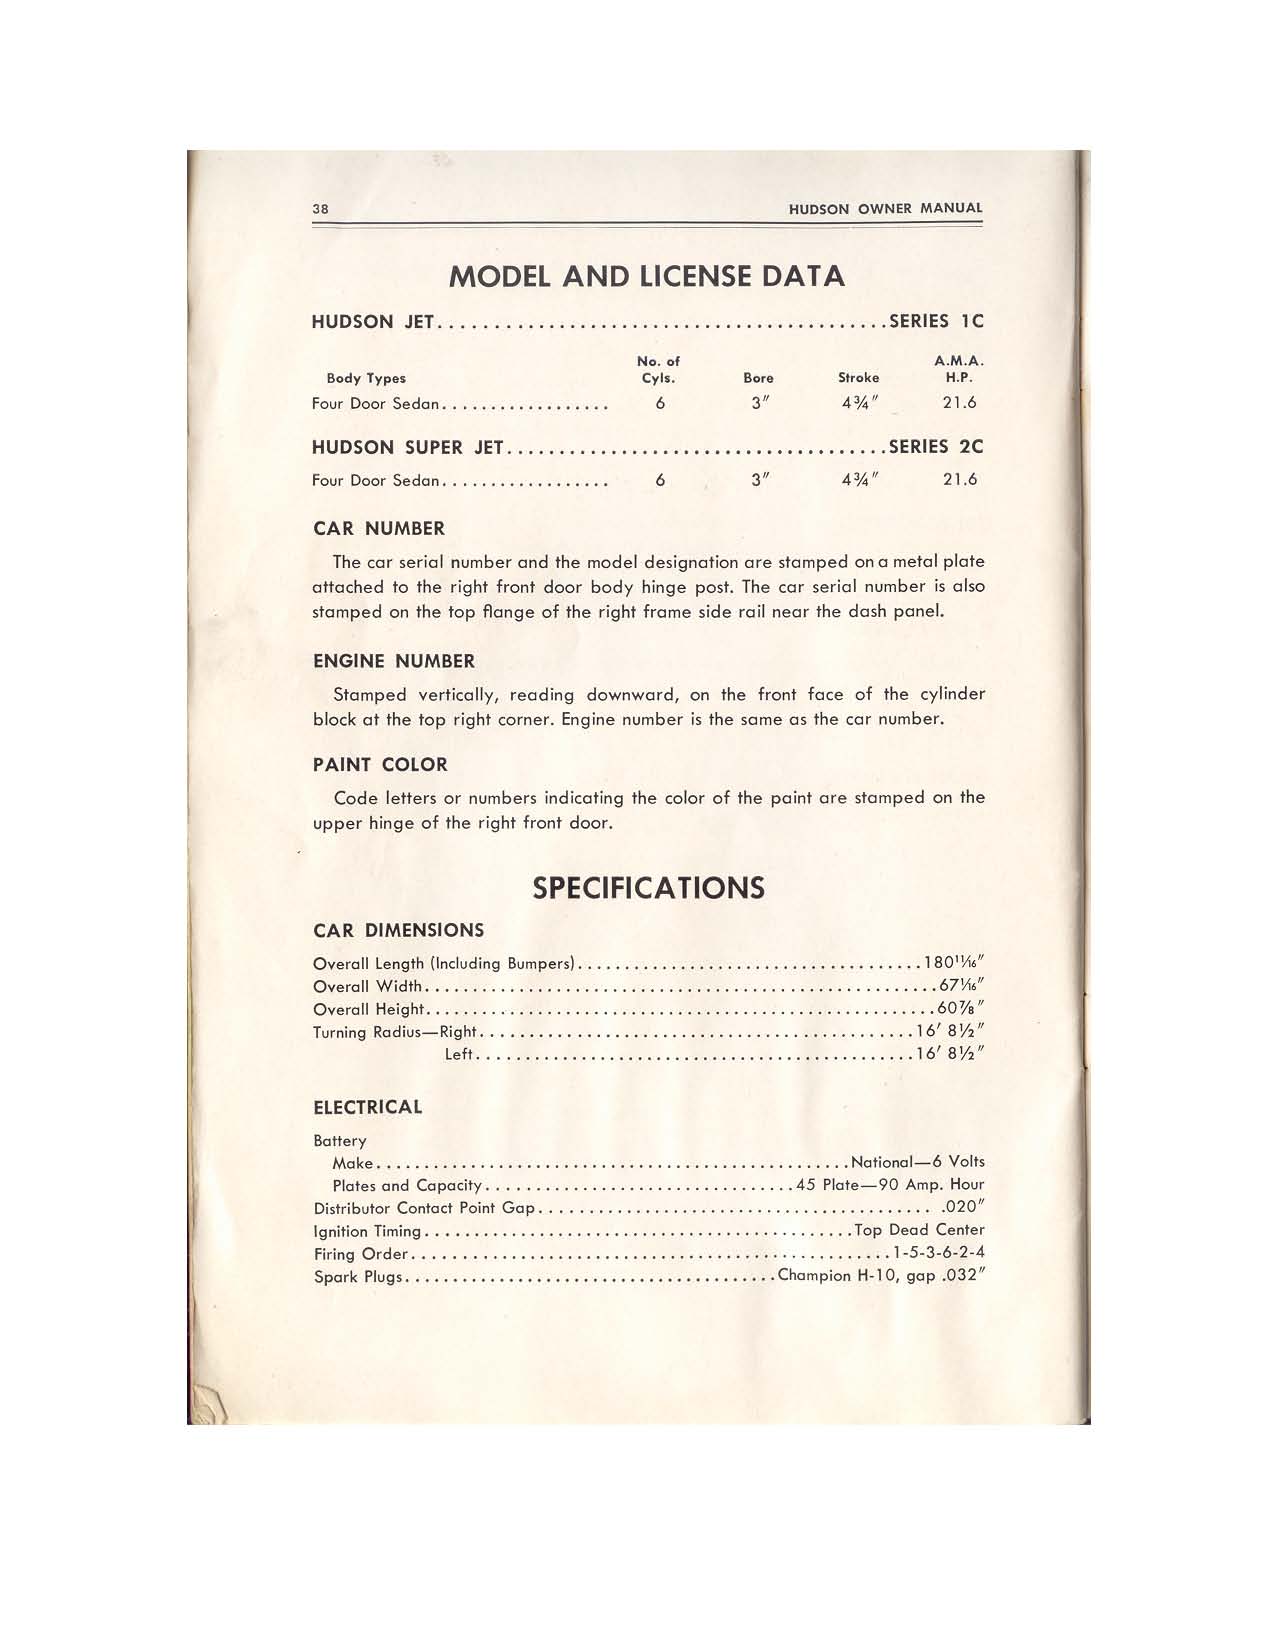 38 HUDSON OWNER MANUAL
MODEL AND LICENSE DATA
HUDSON JET. . . . . . . . . . . . . . . . . . . . . . . . . . . . . . . . . . . . . . . SERIES 1C
No. of A.M.A.
Body Types Cyls. Bore Stroke H.P.
Four Door Sedan. . . . . . . . . . . . . . . . . . 6 3″ 4¾″ 21.6
HUDSON SUPER JET. . . . . . . . . . . . . . . . . . . . . . . . . . . . . . . . . . . . . SERIES 2C
Four Door Sedan. . . . . . . . . . . . . . . . . . 6 3″ 4¾″ 21.6
CAR NUMBER
The car serial number and the model designation are stamped on a metal plate
attached to the right front door body hinge post. The car serial number is also
stamped on the top flange of the right frame side rail near the dash panel.
ENGINE NUMBER
Stamped vertically, reading downward, on the front face of the cylinder
block at the top right corner. Engine number is the same as the car number.
PAINT COLOR
Code letters or numbers indicating the color of the paint are stamped on the
upper hinge of the right front door.
SPECIFICATIONS
CAR DIMENSIONS
Overall Length (Including Bumpers). . . . . . . . . . . . . . . . . . . . . . . . . . . . . . . . . . . . . 180¹¹⁄₁₆″
Overall Width. . . . . . . . . . . . . . . . . . . . . . . . . . . . . . . . . . . . . . . . . . . . . . . . . . . . . . 67¹⁄₁₆″
Overall Height. . . . . . . . . . . . . . . . . . . . . . . . . . . . . . . . . . . . . . . . . . . . . . . . . . . . . . 60⅞″
Turning Radius—Right. . . . . . . . . . . . . . . . . . . . . . . . . . . . . . . . . . . . . . . . . . . . . . 16′ 8½″
Left. . . . . . . . . . . . . . . . . . . . . . . . . . . . . . . . . . . . . . . . . . . . . . 16′ 8½″
ELECTRICAL
Battery
Make. . . . . . . . . . . . . . . . . . . . . . . . . . . . . . . . . . . . . . . . . . . . . . . . . . National—6 Volts
Plates and Capacity. . . . . . . . . . . . . . . . . . . . . . . . . . . . . . . . . 45 Plate—90 Amp. Hour
Distributor Contact Point Gap. . . . . . . . . . . . . . . . . . . . . . . . . . . . . . . . . . . . . . . . . .020″
Ignition Timing. . . . . . . . . . . . . . . . . . . . . . . . . . . . . . . . . . . . . . . . . . . . . Top Dead Center
Firing Order. . . . . . . . . . . . . . . . . . . . . . . . . . . . . . . . . . . . . . . . . . . . . . . . . . 1-5-3-6-2-4
Spark Plugs. . . . . . . . . . . . . . . . . . . . . . . . . . . . . . . . . . . . . . . Champion H-10, gap .032″